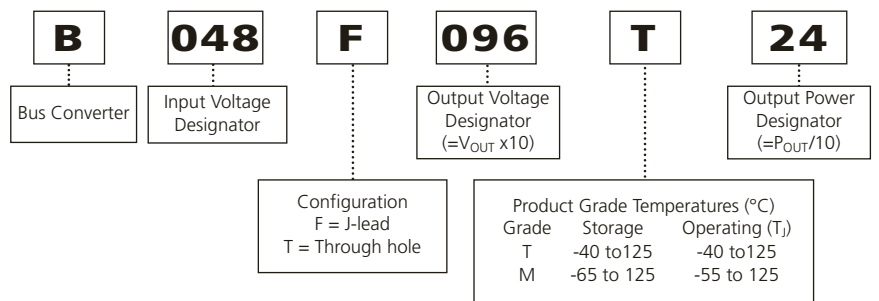 B 048 F 096 T 24
Bus Converter
Input Voltage
Designator
Output Voltage
Designator
(=VOUT x10)
Output Power
Designator
(=POUT/10)
Configuration
F = J-lead
T = Through hole
Product Grade Temperatures (°C)
Grade Storage Operating (TJ)
T -40 to125 -40 to125
M -65 to 125 -55 to 125